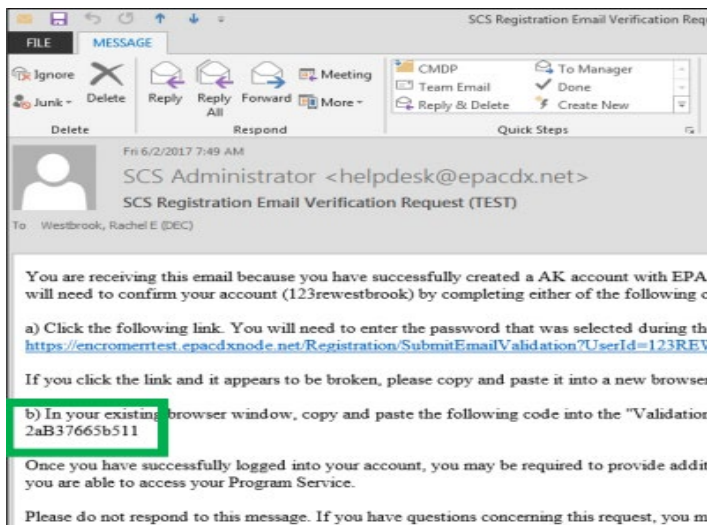 SCS Registration Email Verification Requ
FILE MESSAGE
Ignore
Junk
Delete
Reply
Reply All
Forward
Meeting
More
CMDP
Team Email
Reply & Delete
To Manager
Done
Create New
Delete
Respond
Quick Steps
Fri 6/2/2017 7:49 AM
SCS Administrator <helpdesk@epacdx.net>
SCS Registration Email Verification Request (TEST)
To Westbrook, Rachel E (DEC)
You are receiving this email because you have successfully created a AK account with EPA
will need to confirm your account (123rewestbrook) by completing either of the following c
a) Click the following link. You will need to enter the password that was selected during th
https://encromerrtest.epacdxnode.net/Registration/SubmitEmailValidation?UserId=123REW
If you click the link and it appears to be broken, please copy and paste it into a new browser
b) In your existing browser window, copy and paste the following code into the "Validation
2aB37665b511
Once you have successfully logged into your account, you may be required to provide addit
you are able to access your Program Service.
Please do not respond to this message. If you have questions concerning this request, you m